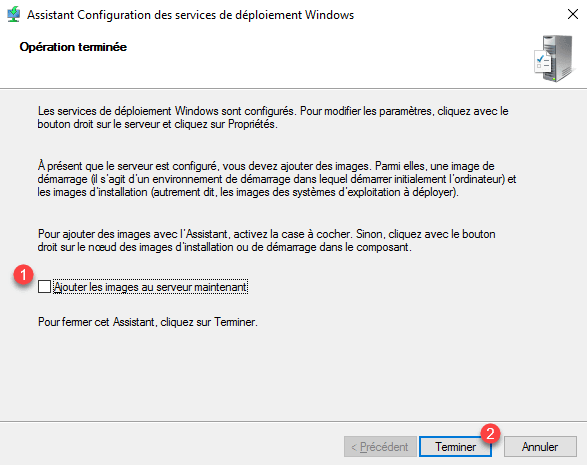 Assistant Configuration des services de déploiement Windows
Opération terminée
Les services de déploiement Windows sont configurés. Pour modifier les paramètres, cliquez avec le
bouton droit sur le serveur et cliquez sur Propriétés.
À présent que le serveur est configuré, vous devez ajouter des images. Parmi elles, une image de
démarrage (il s'agit d'un environnement de démarrage dans lequel démarrer initialement l'ordinateur) et
les images d'installation (autrement dit, les images des systèmes d'exploitation à déployer).
Pour ajouter des images avec l'Assistant, activez la case à cocher. Sinon, cliquez avec le bouton
droit sur le nœud des images d'installation ou de démarrage dans le composant.
1
Ajouter les images au serveur maintenant
Pour fermer cet Assistant, cliquez sur Terminer.
2
< Précédent Terminer Annuler